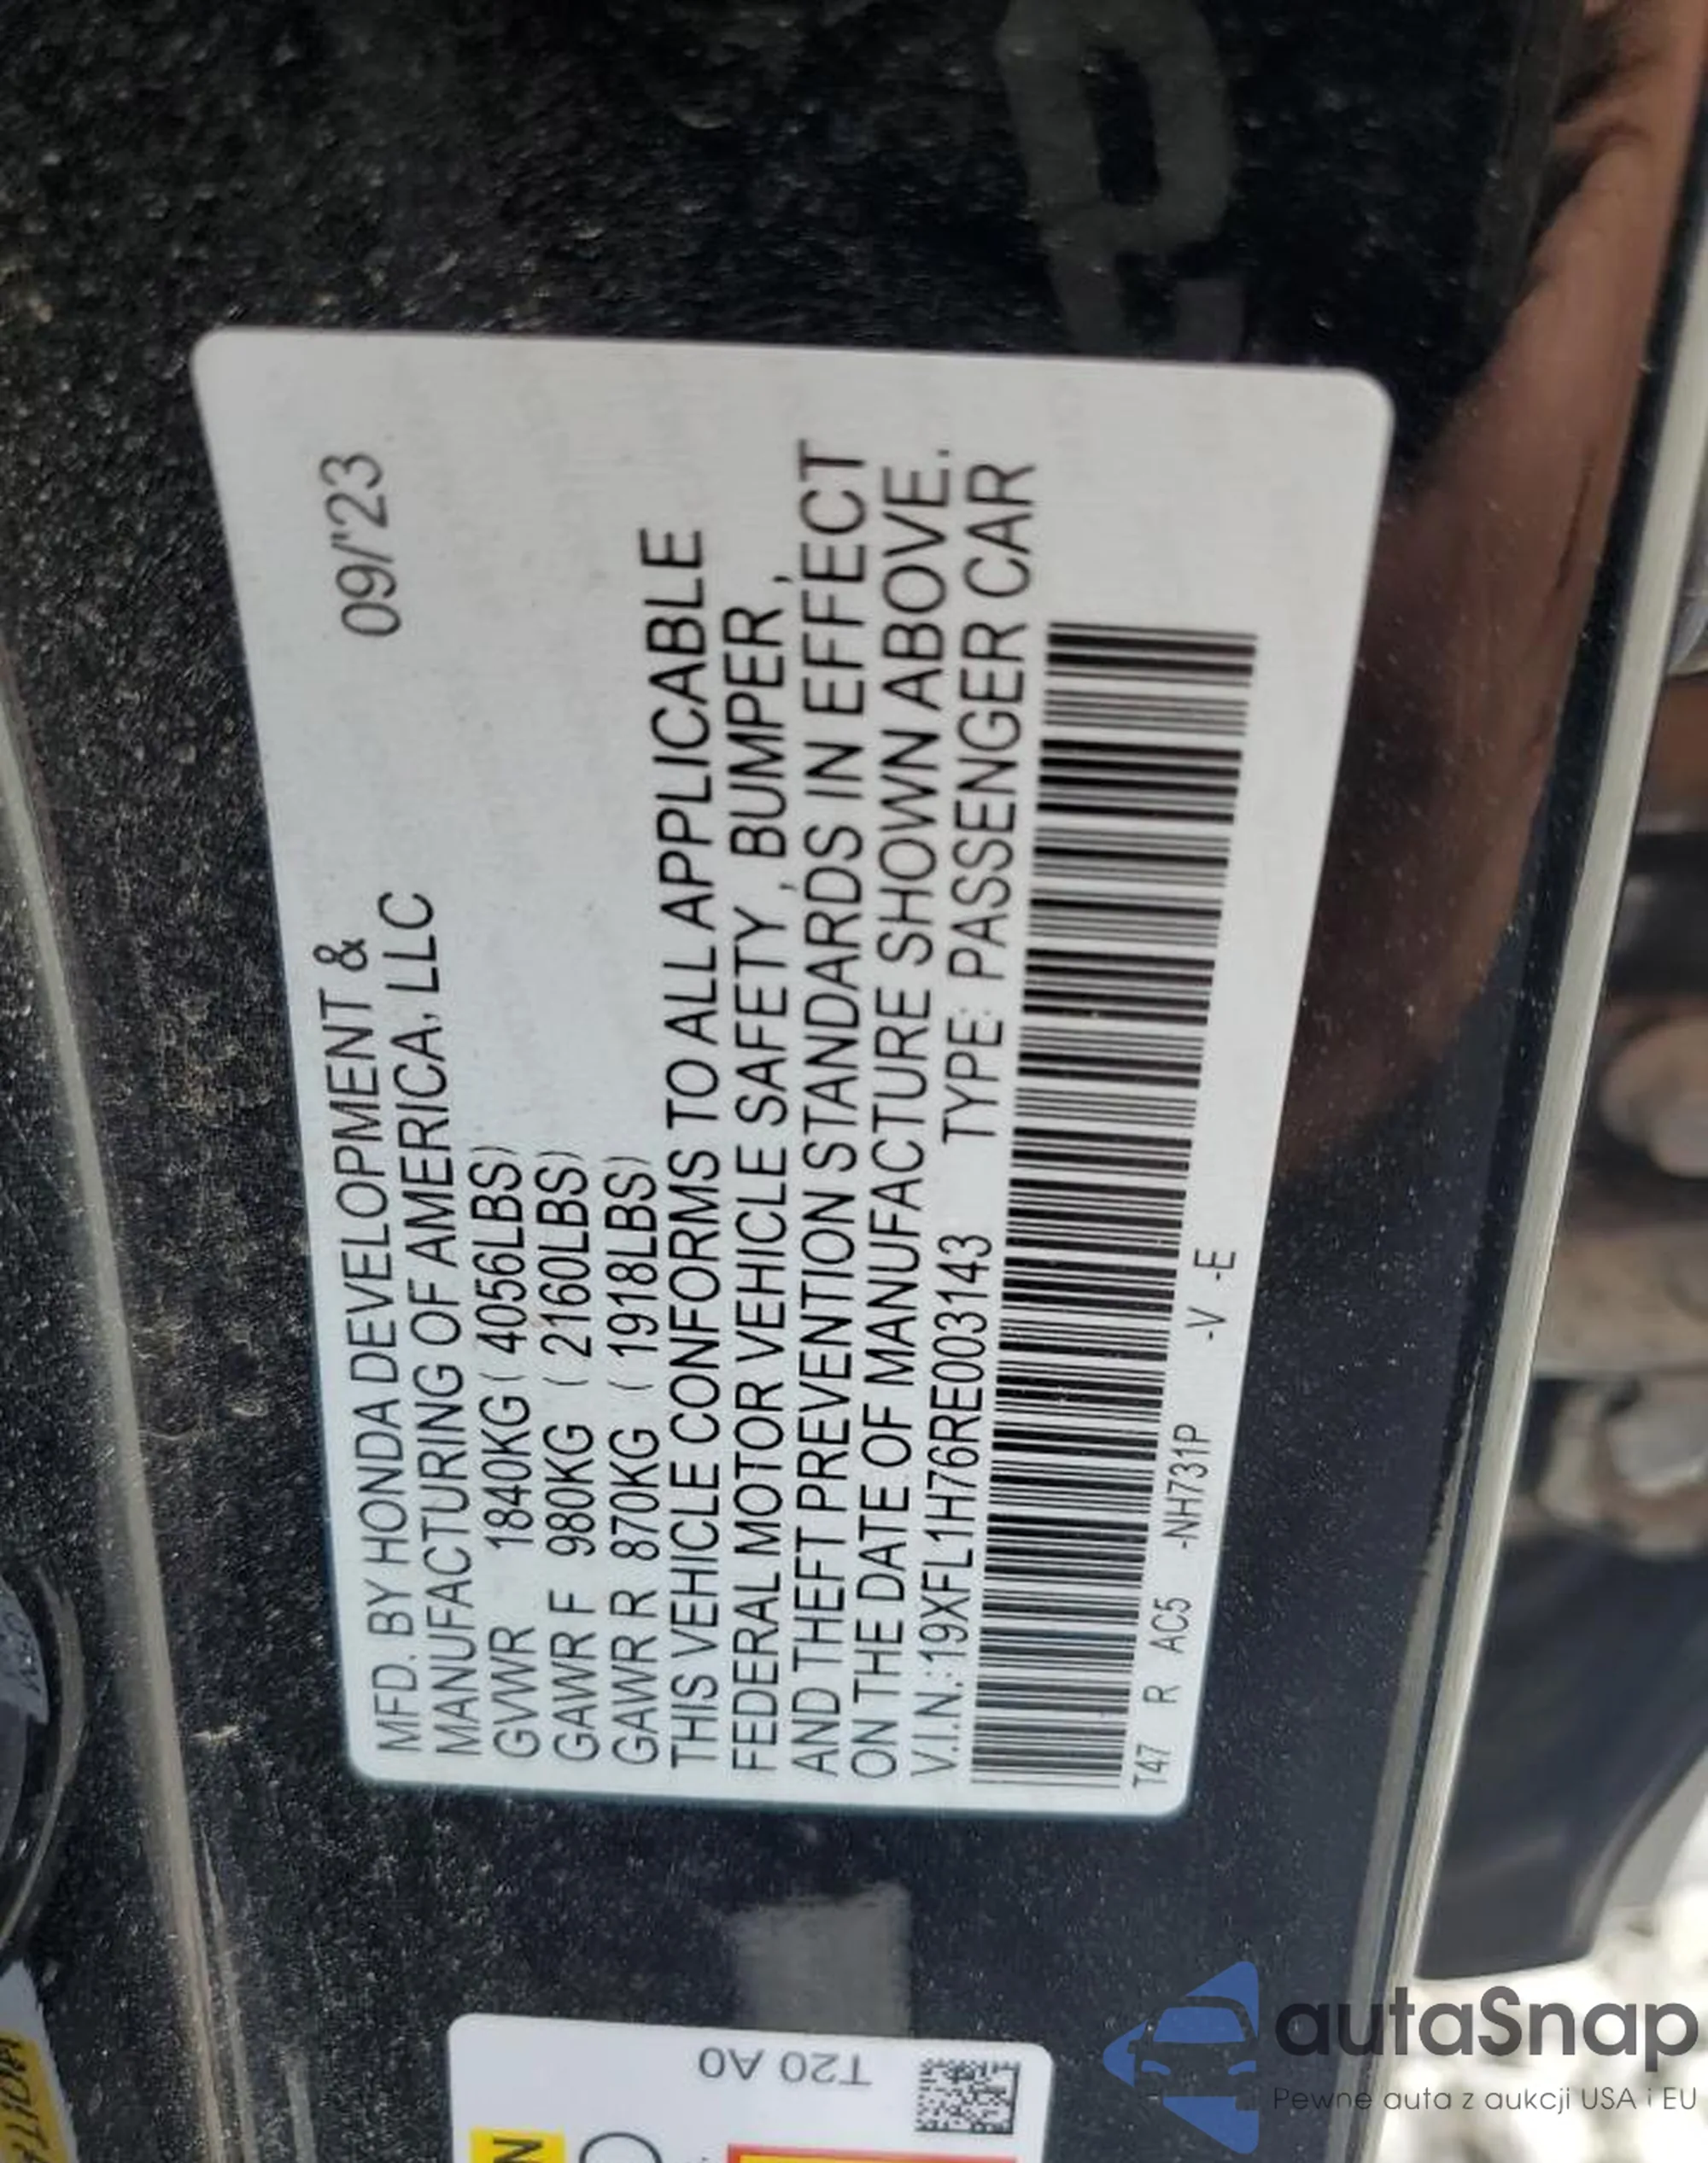 MFD. BY HONDA DEVELOPMENT & 09/'23
MANUFACTURING OF AMERICA, LLC
GVWR 1840KG ( 4056LBS)
GAWR F 980KG ( 2160LBS)
GAWR R 870KG ( 1918LBS)
THIS VEHICLE CONFORMS TO ALL APPLICABLE
FEDERAL MOTOR VEHICLE SAFETY , BUMPER ,
AND THEFT PREVENTION STANDARDS IN EFFECT
ON THE DATE OF MANUFACTURE SHOWN ABOVE.
V.I.N.:19XFL1H76RE003143 TYPE: PASSENGER CAR
T47 R AC5 -NH731P -V -E
T20 A0
autaSnap
Pewne auta z aukcji USA i EU